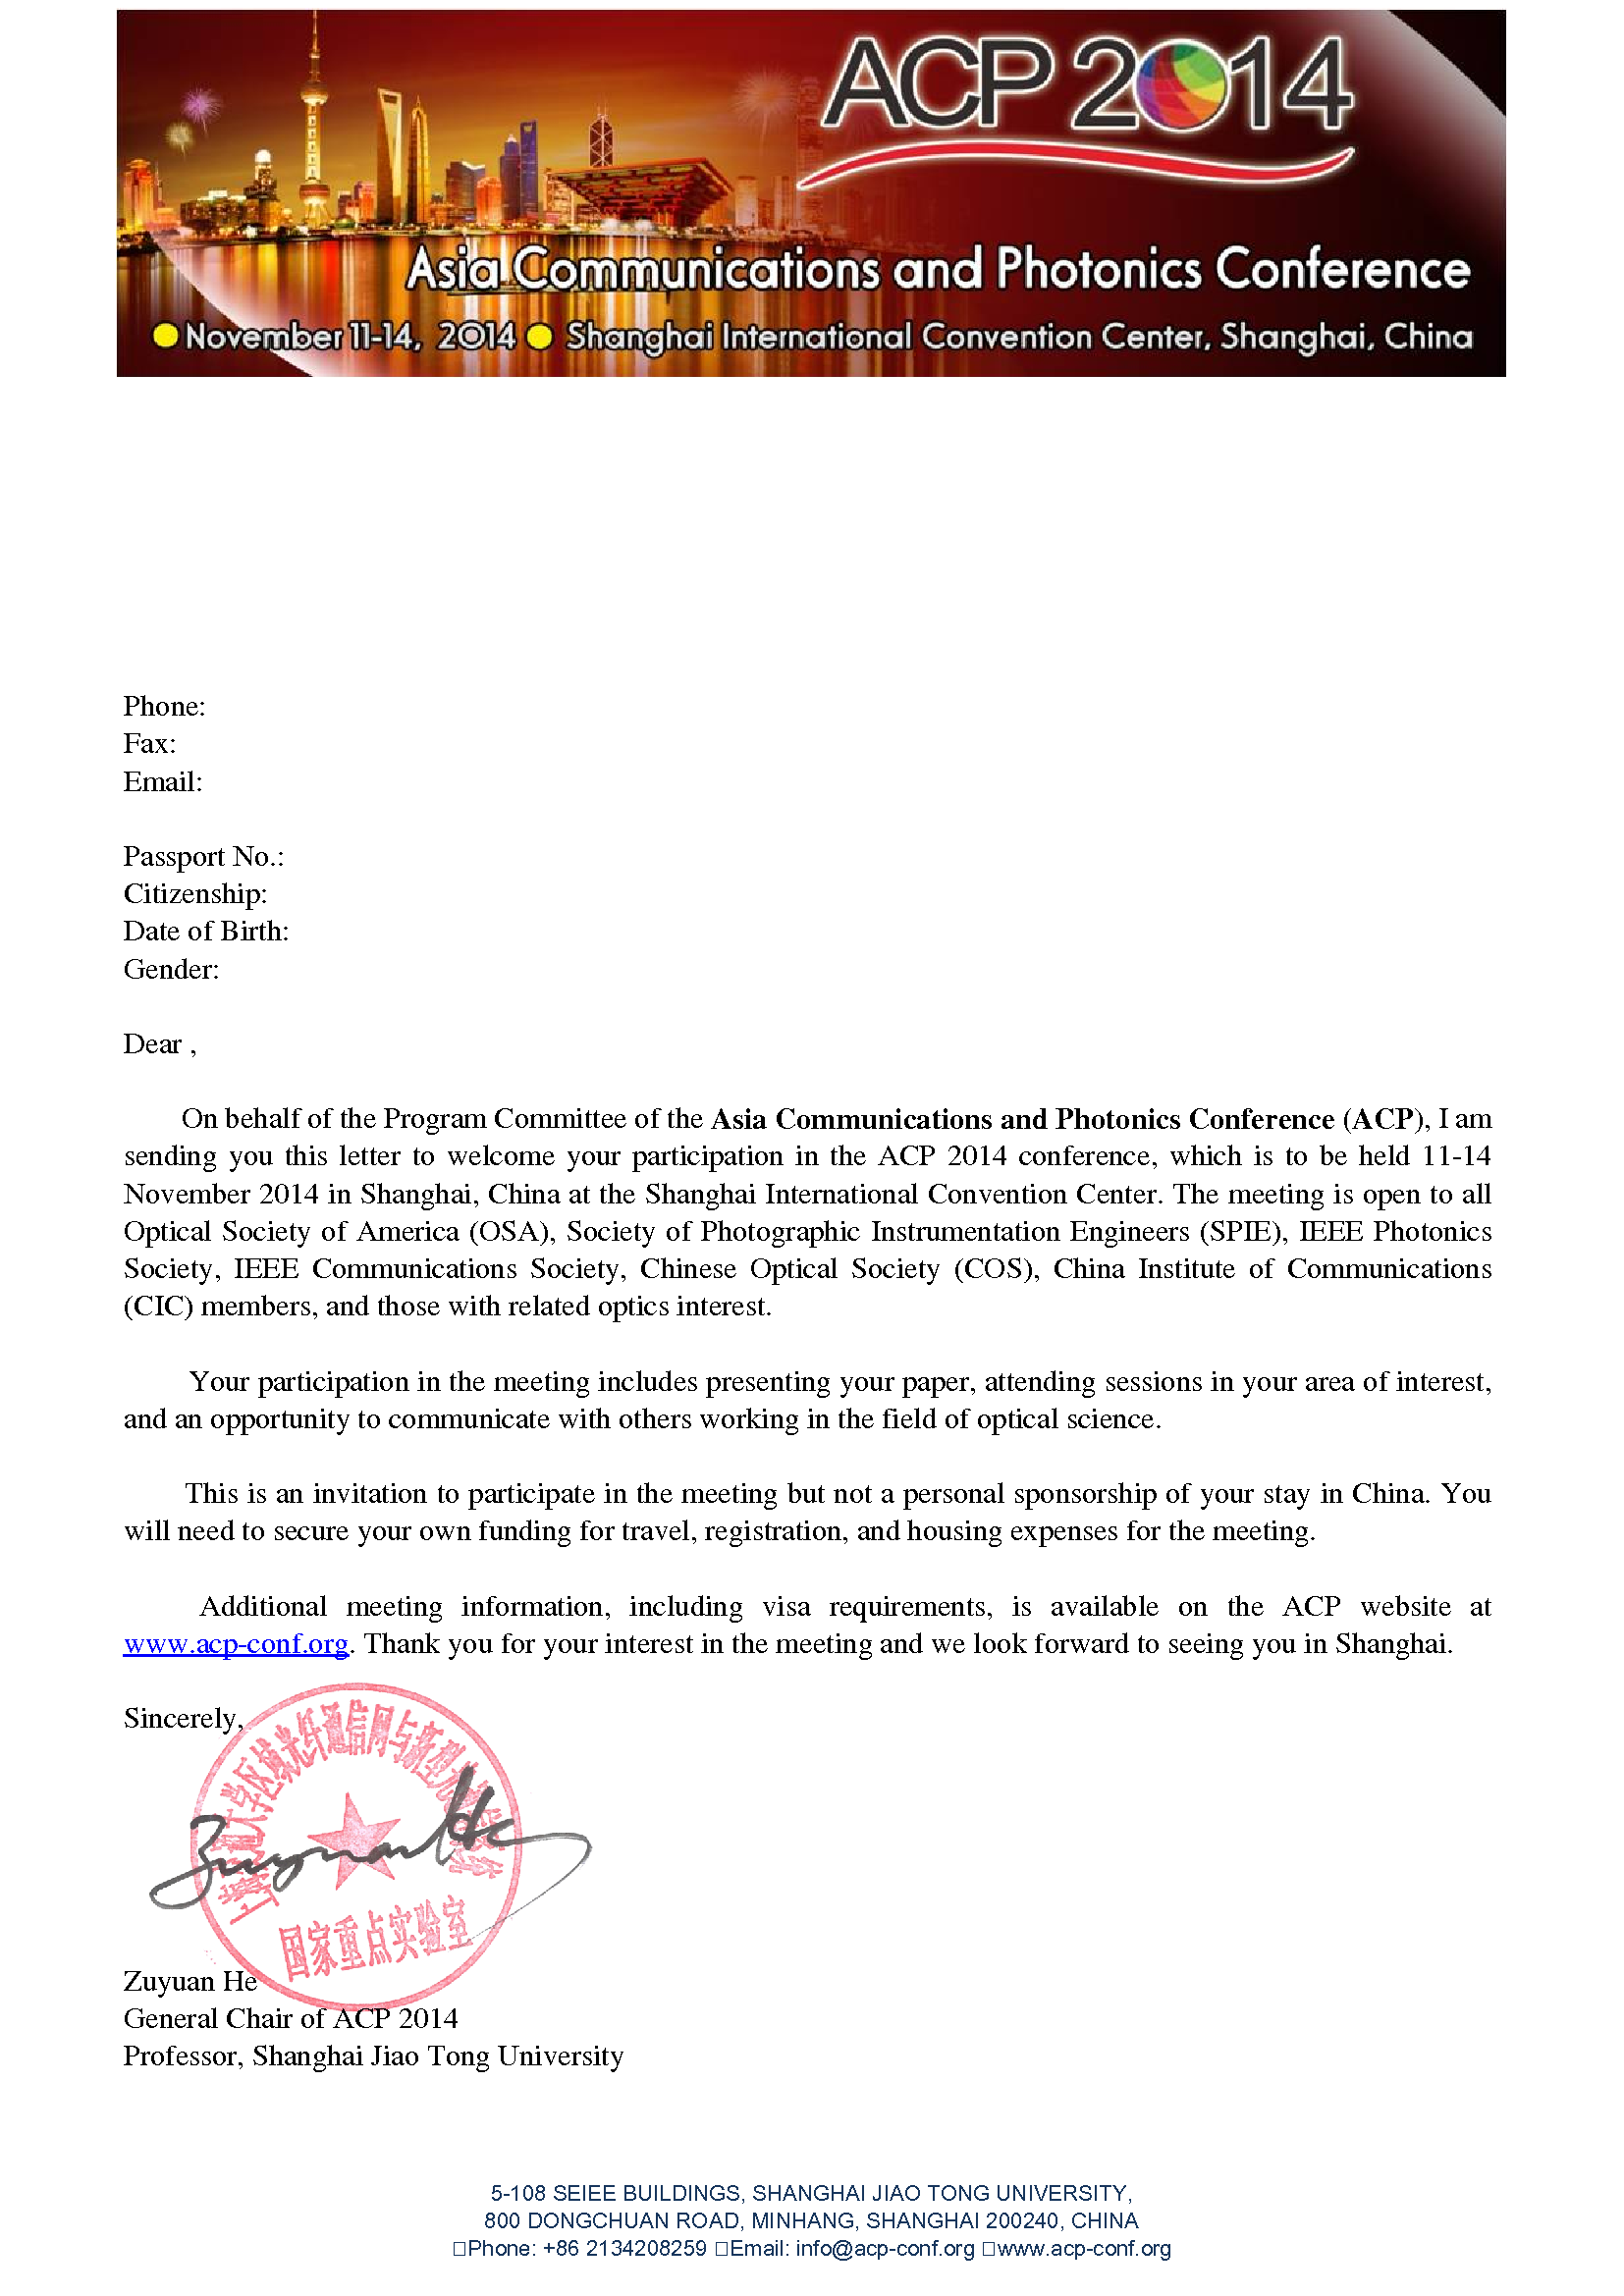 ACP 2014
Asia Communications and Photonics Conference
November 11-14, 2014 Shanghai International Convention Center, Shanghai, China
Phone:
Fax:
Email:
Passport No.:
Citizenship:
Date of Birth:
Gender:
Dear ,
On behalf of the Program Committee of the Asia Communications and Photonics Conference (ACP), I am
sending you this letter to welcome your participation in the ACP 2014 conference, which is to be held 11-14
November 2014 in Shanghai, China at the Shanghai International Convention Center. The meeting is open to all
Optical Society of America (OSA), Society of Photographic Instrumentation Engineers (SPIE), IEEE Photonics
Society, IEEE Communications Society, Chinese Optical Society (COS), China Institute of Communications
(CIC) members, and those with related optics interest.
Your participation in the meeting includes presenting your paper, attending sessions in your area of interest,
and an opportunity to communicate with others working in the field of optical science.
This is an invitation to participate in the meeting but not a personal sponsorship of your stay in China. You
will need to secure your own funding for travel, registration, and housing expenses for the meeting.
Additional meeting information, including visa requirements, is available on the ACP website at
www.acp-conf.org. Thank you for your interest in the meeting and we look forward to seeing you in Shanghai.
Sincerely,
大学区域光纤通信网与新型光
国家重点实验室
Zuyuan He
Zuyuan He
General Chair of ACP 2014
Professor, Shanghai Jiao Tong University
5-108 SEIEE BUILDINGS, SHANGHAI JIAO TONG UNIVERSITY,
800 DONGCHUAN ROAD, MINHANG, SHANGHAI 200240, CHINA
Phone: +86 2134208259 Email: info@acp-conf.org www.acp-conf.org